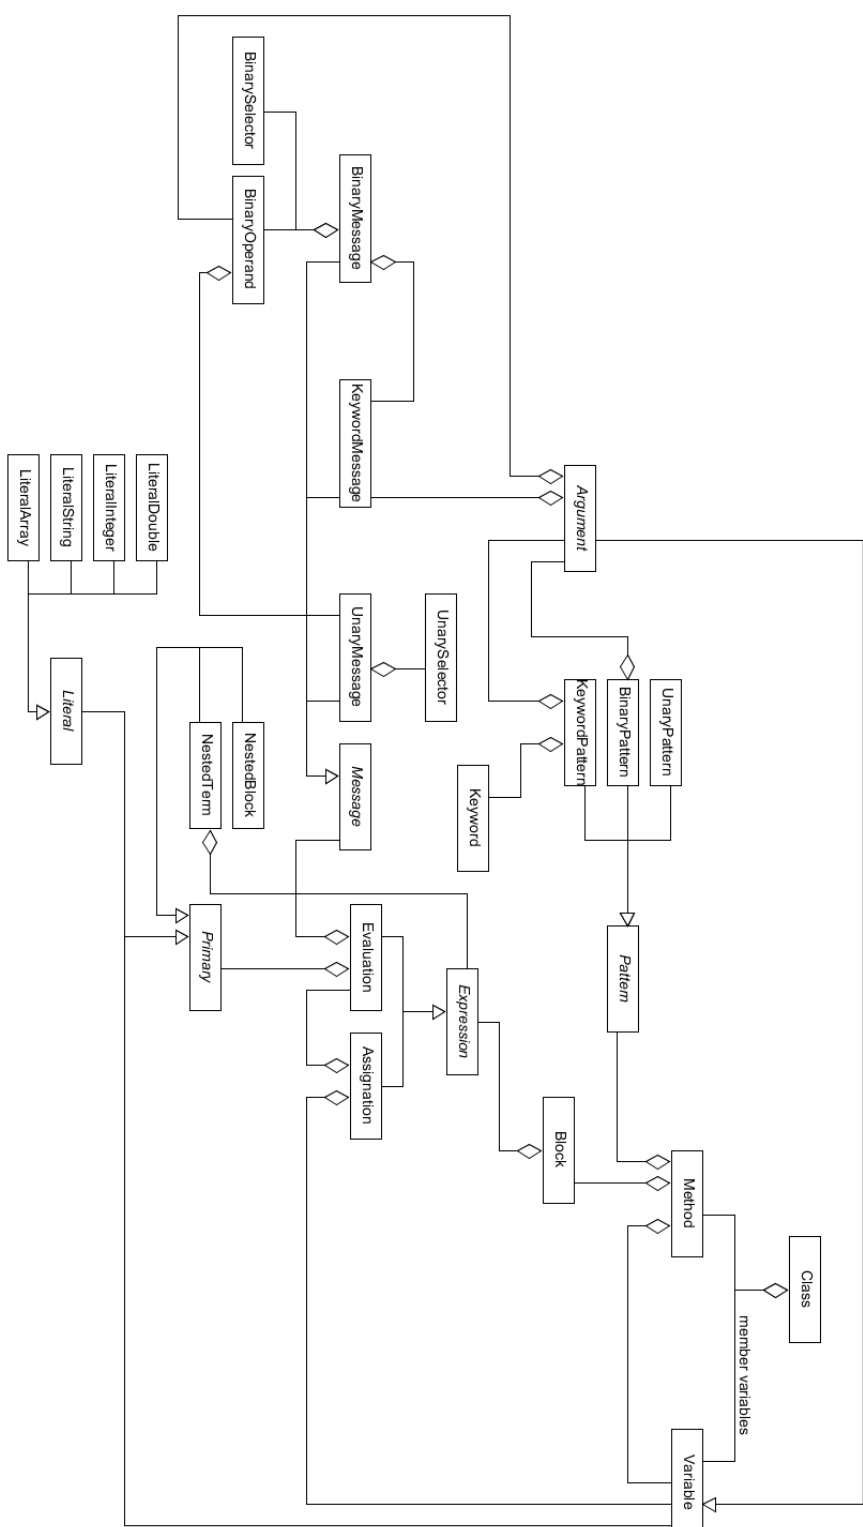 Class
member variables
Method
Variable
UnaryPattern
BinaryPattern
Pattern
Argument
KeywordPattern
Block
Keyword
Expression
UnarySelector
BinaryMessage
KeywordMessage
UnaryMessage
Message
Evaluation
Assignation
BinarySelector
BinaryOperand
NestedBlock
NestedTerm
Primary
LiteralDouble
LiteralInteger
LiteralString
Literal
LiteralArray